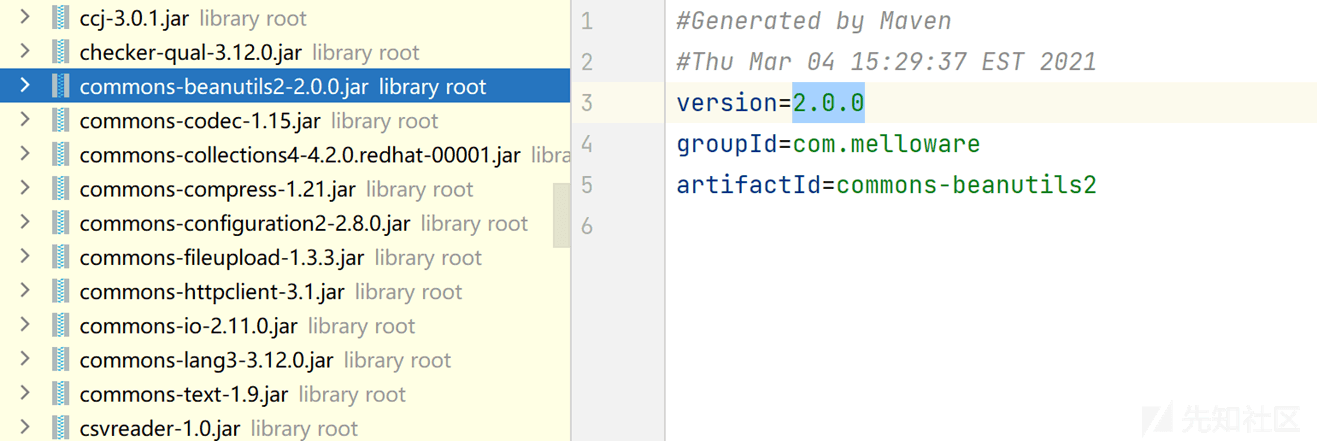 ccj-3.0.1.jar library root
checker-qual-3.12.0.jar library root
commons-beanutils2-2.0.0.jar library root
commons-codec-1.15.jar library root
commons-collections4-4.2.0.redhat-00001.jar libra
commons-compress-1.21.jar library root
commons-configuration2-2.8.0.jar library root
commons-fileupload-1.3.3.jar library root
commons-httpclient-3.1.jar library root
commons-io-2.11.0.jar library root
commons-lang3-3.12.0.jar library root
commons-text-1.9.jar library root
csvreader-1.0.jar library root
1 #Generated by Maven
2 #Thu Mar 04 15:29:37 EST 2021
3 version=2.0.0
4 groupId=com.melloware
5 artifactId=commons-beanutils2
6
先知社区